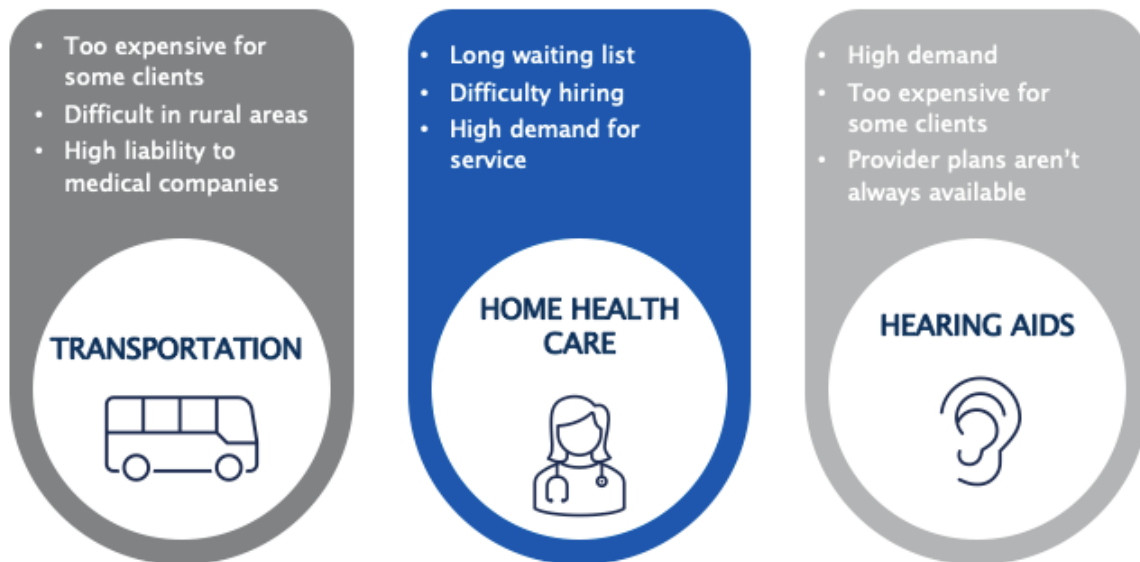 • Too expensive for
some clients
• Difficult in rural areas
• High liability to
medical companies
TRANSPORTATION
• Long waiting list
• Difficulty hiring
• High demand for
service
HOME HEALTH
CARE
• High demand
• Too expensive for
some clients
• Provider plans aren’t
always available
HEARING AIDS